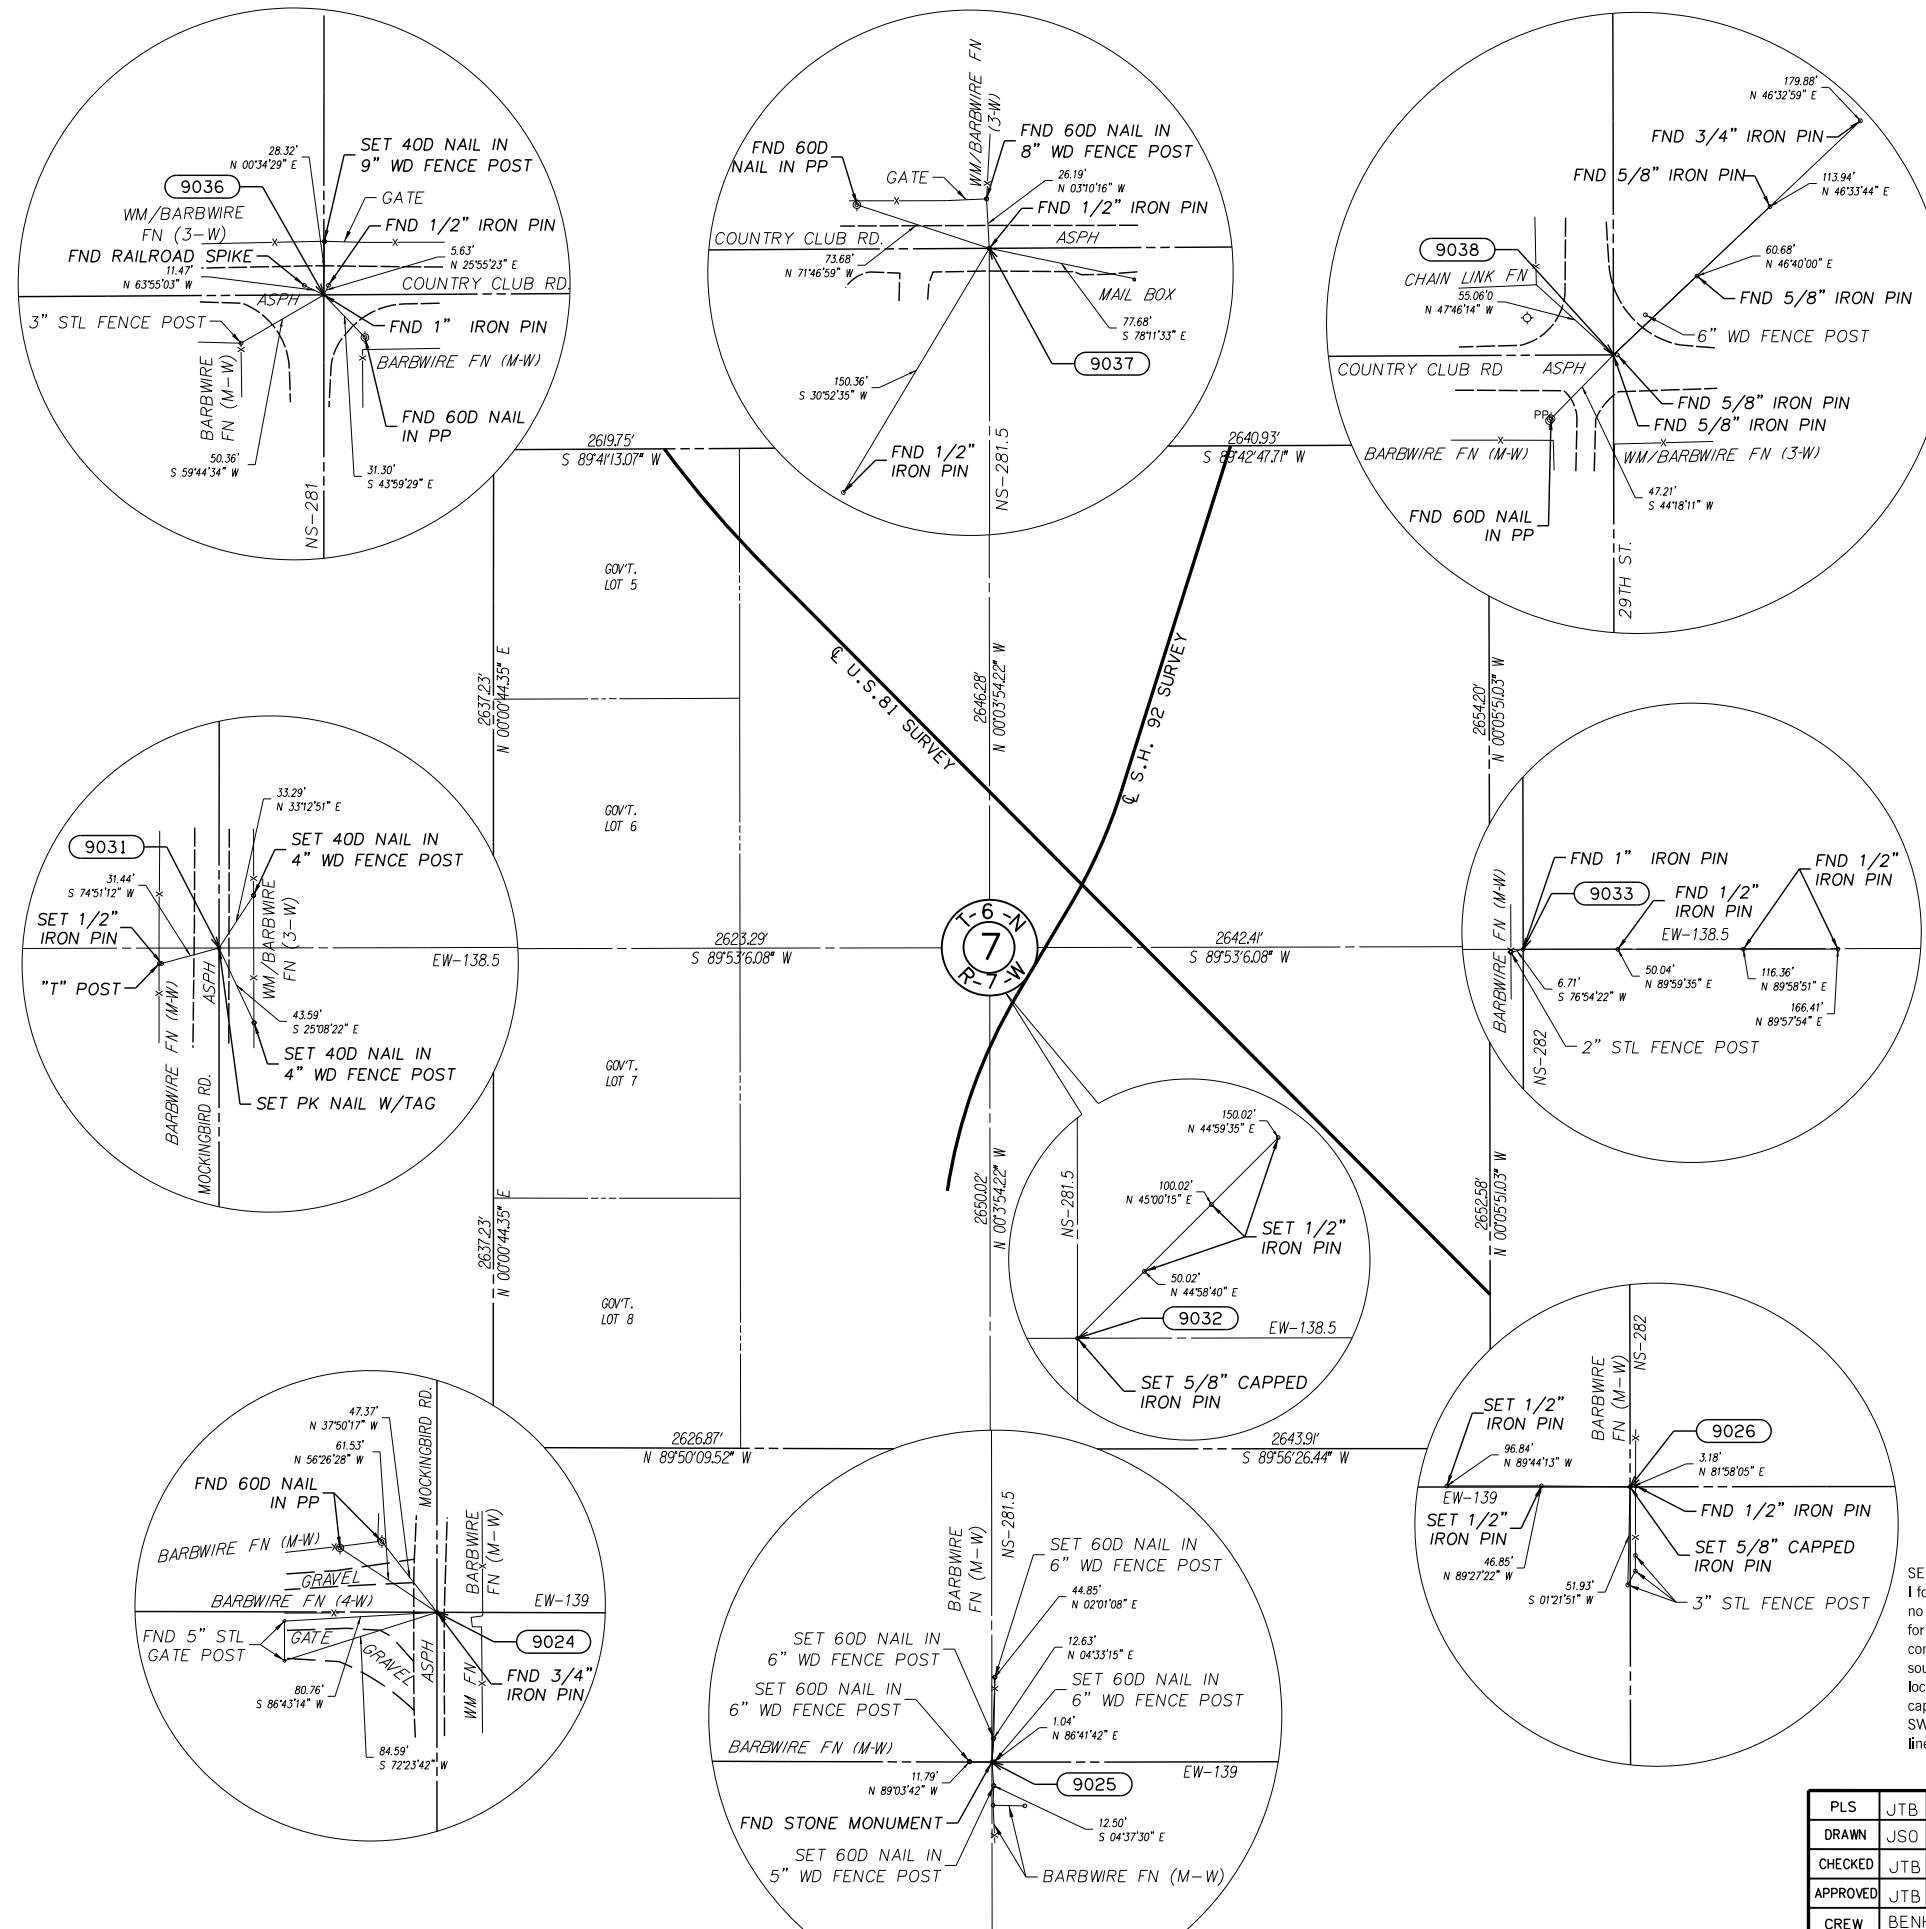 28.32'
N 00°34'29" E
SET 40D NAIL IN
9" WD FENCE POST
9036
GATE
WM/BARBWIRE
FN (3-W)
FND 1/2" IRON PIN
FND RAILROAD SPIKE
11.47'
N 63°55'03" W
5.63'
N 25°55'23" E
COUNTRY CLUB RD.
ASPH
3" STL FENCE POST
FND 1" IRON PIN
BARBWIRE FN (M-W)
BARBWIRE
FN (M-W)
FND 60D NAIL
IN PP
50.36'
S 59°44'34" W
31.30'
S 43°59'29" E
NS-281
WM/BARBWIRE FN
(3-W)
FND 60D
NAIL IN PP
FND 60D NAIL IN
8" WD FENCE POST
GATE
26.19'
N 03°10'16" W
FND 1/2" IRON PIN
COUNTRY CLUB RD.
ASPH
73.68'
N 71°46'59" W
MAIL BOX
77.68'
S 78°11'33" E
9037
150.36'
S 30°52'35" W
FND 1/2"
IRON PIN
NS-281.5
179.88'
N 46°32'59" E
FND 3/4" IRON PIN
FND 5/8" IRON PIN
113.94'
N 46°33'44" E
9038
60.68'
N 46°40'00" E
CHAIN LINK FN
55.06'0
N 47°46'14" W
FND 5/8" IRON PIN
6" WD FENCE POST
COUNTRY CLUB RD
ASPH
FND 5/8" IRON PIN
FND 5/8" IRON PIN
PP
BARBWIRE FN (M-W)
WM/BARBWIRE FN (3-W)
47.21'
S 44°18'11" W
FND 60D NAIL
IN PP
29TH ST.
2619.75'
S 89°41'13.07" W
2640.93'
S 89°42'47.71" W
GOV'T.
LOT 5
2637.23'
N 00°00'44.35" E
2646.28'
N 00°03'54.22" W
2654.20'
N 00°05'51.03" W
℄ U.S.81 SURVEY
℄ S.H. 92 SURVEY
GOV'T.
LOT 6
33.29'
N 33°12'51" E
9031
SET 40D NAIL IN
4" WD FENCE POST
31.44'
S 74°51'12" W
SET 1/2"
IRON PIN
WM/BARBWIRE
FN (3-W)
EW-138.5
"T" POST
ASPH
BARBWIRE FN (M-W)
43.59'
S 25°08'22" E
SET 40D NAIL IN
4" WD FENCE POST
SET PK NAIL W/TAG
MOCKINGBIRD RD.
2623.29'
S 89°53'6.08" W
T-6-N
7
R-7-W
2642.41'
S 89°53'6.08" W
FND 1" IRON PIN
FND 1/2"
IRON PIN
9033
FND 1/2"
IRON PIN
EW-138.5
BARBWIRE FN (M-W)
6.71'
S 76°54'22" W
50.04'
N 89°59'35" E
116.36'
N 89°58'51" E
166.41'
N 89°57'54" E
2" STL FENCE POST
NS-282
GOV'T.
LOT 7
2637.23'
N 00°00'44.35" E
2650.02'
N 00°3'54.22" W
2652.58'
N 00°05'51.03" W
150.02'
N 44°59'35" E
100.02'
N 45°00'15" E
NS-281.5
SET 1/2"
IRON PIN
50.02'
N 44°58'40" E
9032
EW-138.5
SET 5/8" CAPPED
IRON PIN
GOV'T.
LOT 8
2626.87'
N 89°50'09.52" W
2643.91'
S 89°56'26.44" W
47.37'
N 37°50'17" W
61.53'
N 56°26'28" W
FND 60D NAIL
IN PP
MOCKINGBIRD RD.
BARBWIRE FN (M-W)
GRAVEL
BARBWIRE FN (4-W)
BARBWIRE
FN (M-W)
EW-139
FND 5" STL
GATE POST
GATE
GRAVEL
ASPH
9024
FND 3/4"
IRON PIN
WM FN
80.76'
S 86°43'14" W
84.59'
S 72°23'42" W
BARBWIRE
FN (M-W)
NS-281.5
SET 60D NAIL IN
6" WD FENCE POST
44.85'
N 02°01'08" E
SET 60D NAIL IN
6" WD FENCE POST
12.63'
N 04°33'15" E
SET 60D NAIL IN
6" WD FENCE POST
SET 60D NAIL IN
6" WD FENCE POST
1.04'
N 86°41'42" E
BARBWIRE FN (M-W)
EW-139
11.79'
N 89°03'42" W
9025
FND STONE MONUMENT
12.50'
S 04°37'30" E
SET 60D NAIL IN
5" WD FENCE POST
BARBWIRE FN (M-W)
NS-282
BARBWIRE
FN (M-W)
SET 1/2"
IRON PIN
96.84'
N 89°44'13" W
9026
3.18'
N 81°58'05" E
EW-139
SET 1/2"
IRON PIN
FND 1/2" IRON PIN
SET 5/8" CAPPED
IRON PIN
46.85'
N 89°27'22" W
51.93'
S 01°21'51" W
3" STL FENCE POST
SE
I fo
no
for
cor
sou
loc
cap
SW
line
PLS JTB
DRAWN JSO
CHECKED JTB
APPROVED JTB
CREW BENH